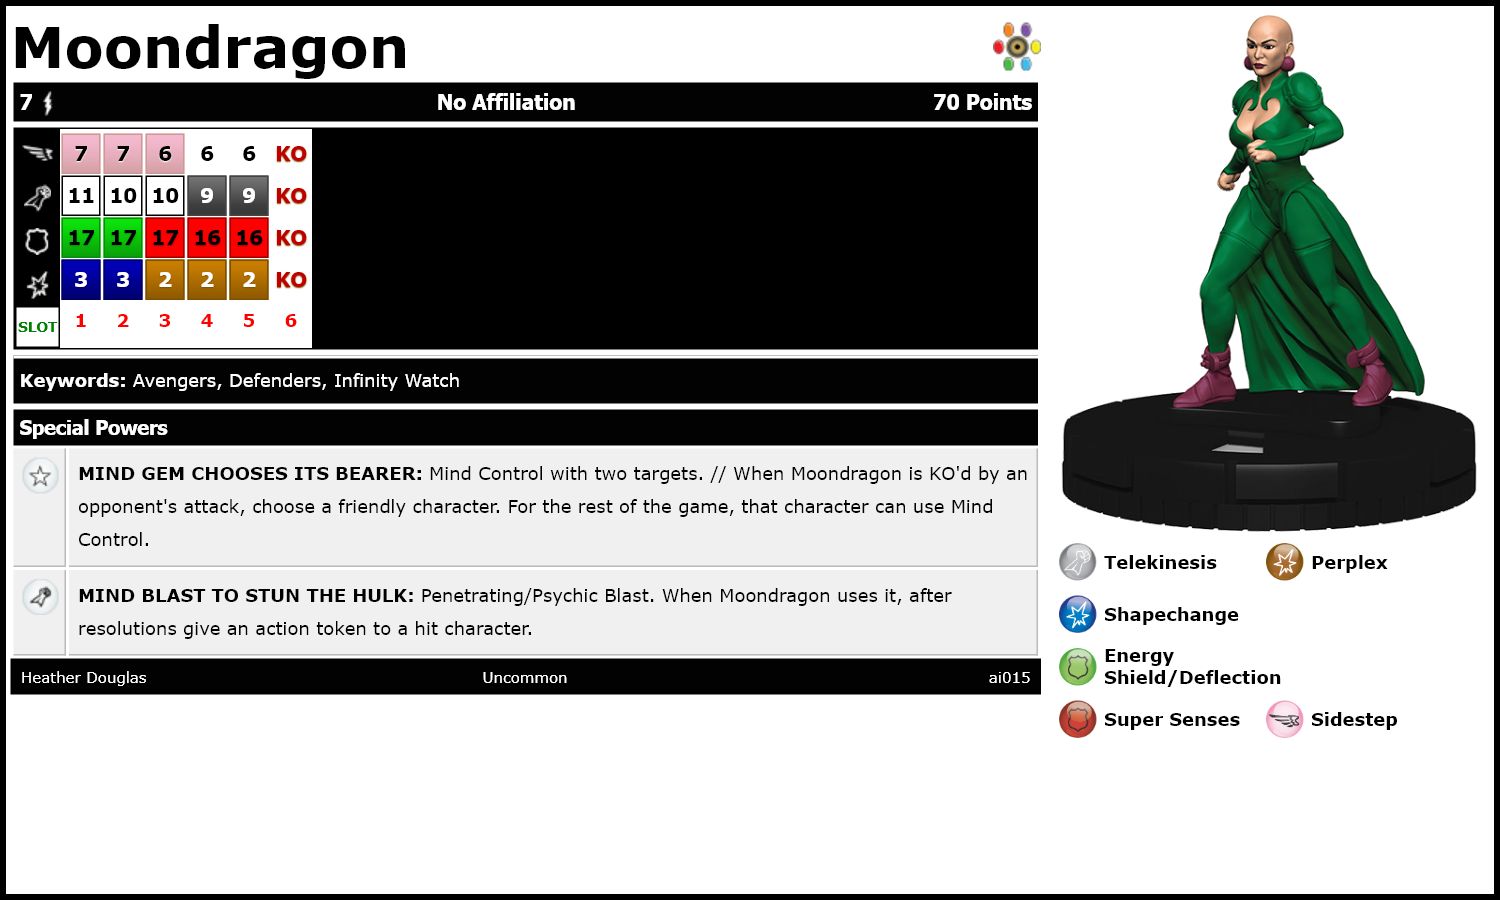 Moondragon
7 No Affiliation 70 Points
7 7 6 6 6 KO
11 10 10 9 9 KO
17 17 17 16 16 KO
3 3 2 2 2 KO
SLOT 1 2 3 4 5 6
Keywords: Avengers, Defenders, Infinity Watch
Special Powers
MIND GEM CHOOSES ITS BEARER: Mind Control with two targets. // When Moondragon is KO'd by an
opponent's attack, choose a friendly character. For the rest of the game, that character can use Mind
Control.
MIND BLAST TO STUN THE HULK: Penetrating/Psychic Blast. When Moondragon uses it, after
resolutions give an action token to a hit character.
Heather Douglas Uncommon ai015
Telekinesis Perplex
Shapechange
Energy
Shield/Deflection
Super Senses Sidestep